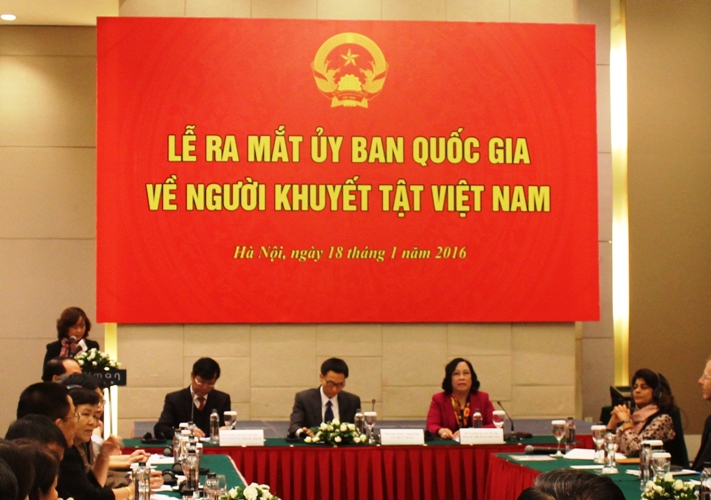 LỄ RA MẮT ỦY BAN QUỐC GIA
VỀ NGƯỜI KHUYẾT TẬT VIỆT NAM
Hà Nội, ngày 18 tháng 1 năm 2016